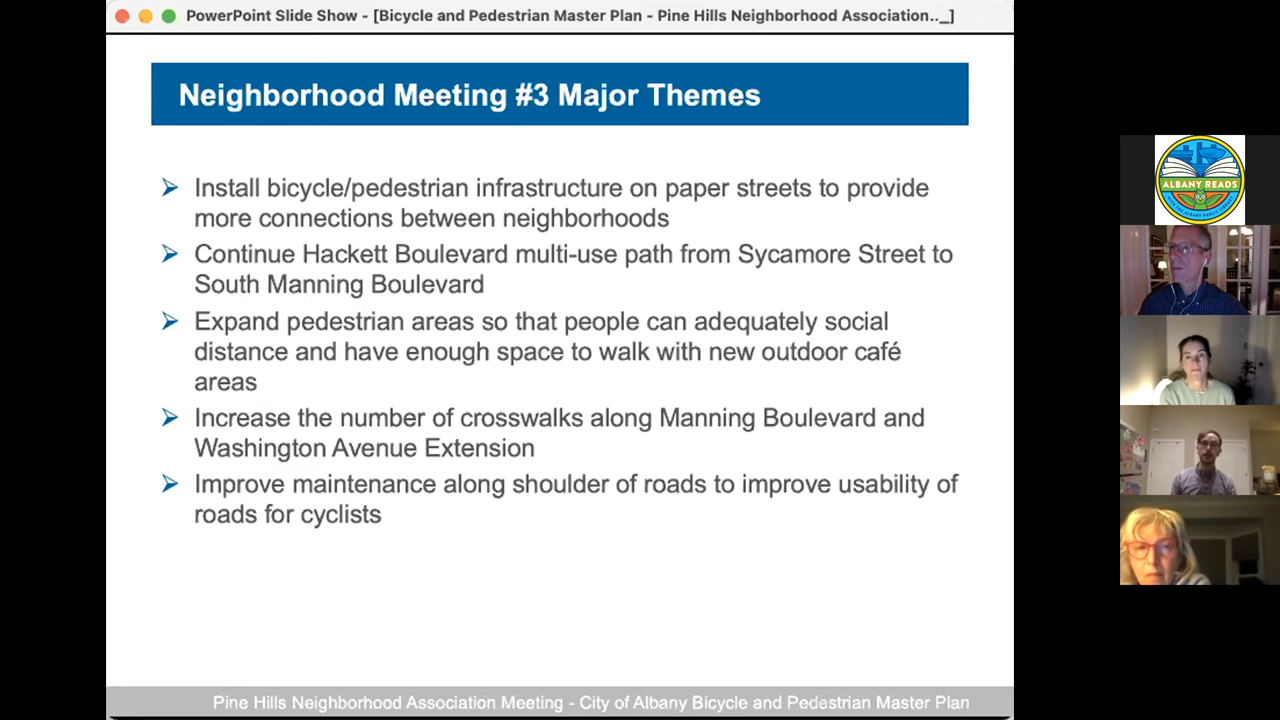 PowerPoint Slide Show - [Bicycle and Pedestrian Master Plan - Pine Hills Neighborhood Association.._]
Neighborhood Meeting #3 Major Themes
Install bicycle/pedestrian infrastructure on paper streets to provide
more connections between neighborhoods
Continue Hackett Boulevard multi-use path from Sycamore Street to
South Manning Boulevard
Expand pedestrian areas so that people can adequately social
distance and have enough space to walk with new outdoor café
areas
Increase the number of crosswalks along Manning Boulevard and
Washington Avenue Extension
Improve maintenance along shoulder of roads to improve usability of
roads for cyclists
Pine Hills Neighborhood Association Meeting - City of Albany Bicycle and Pedestrian Master Plan
ALBANY READS
WITH THE ALBANY PUBLIC LIBRARY